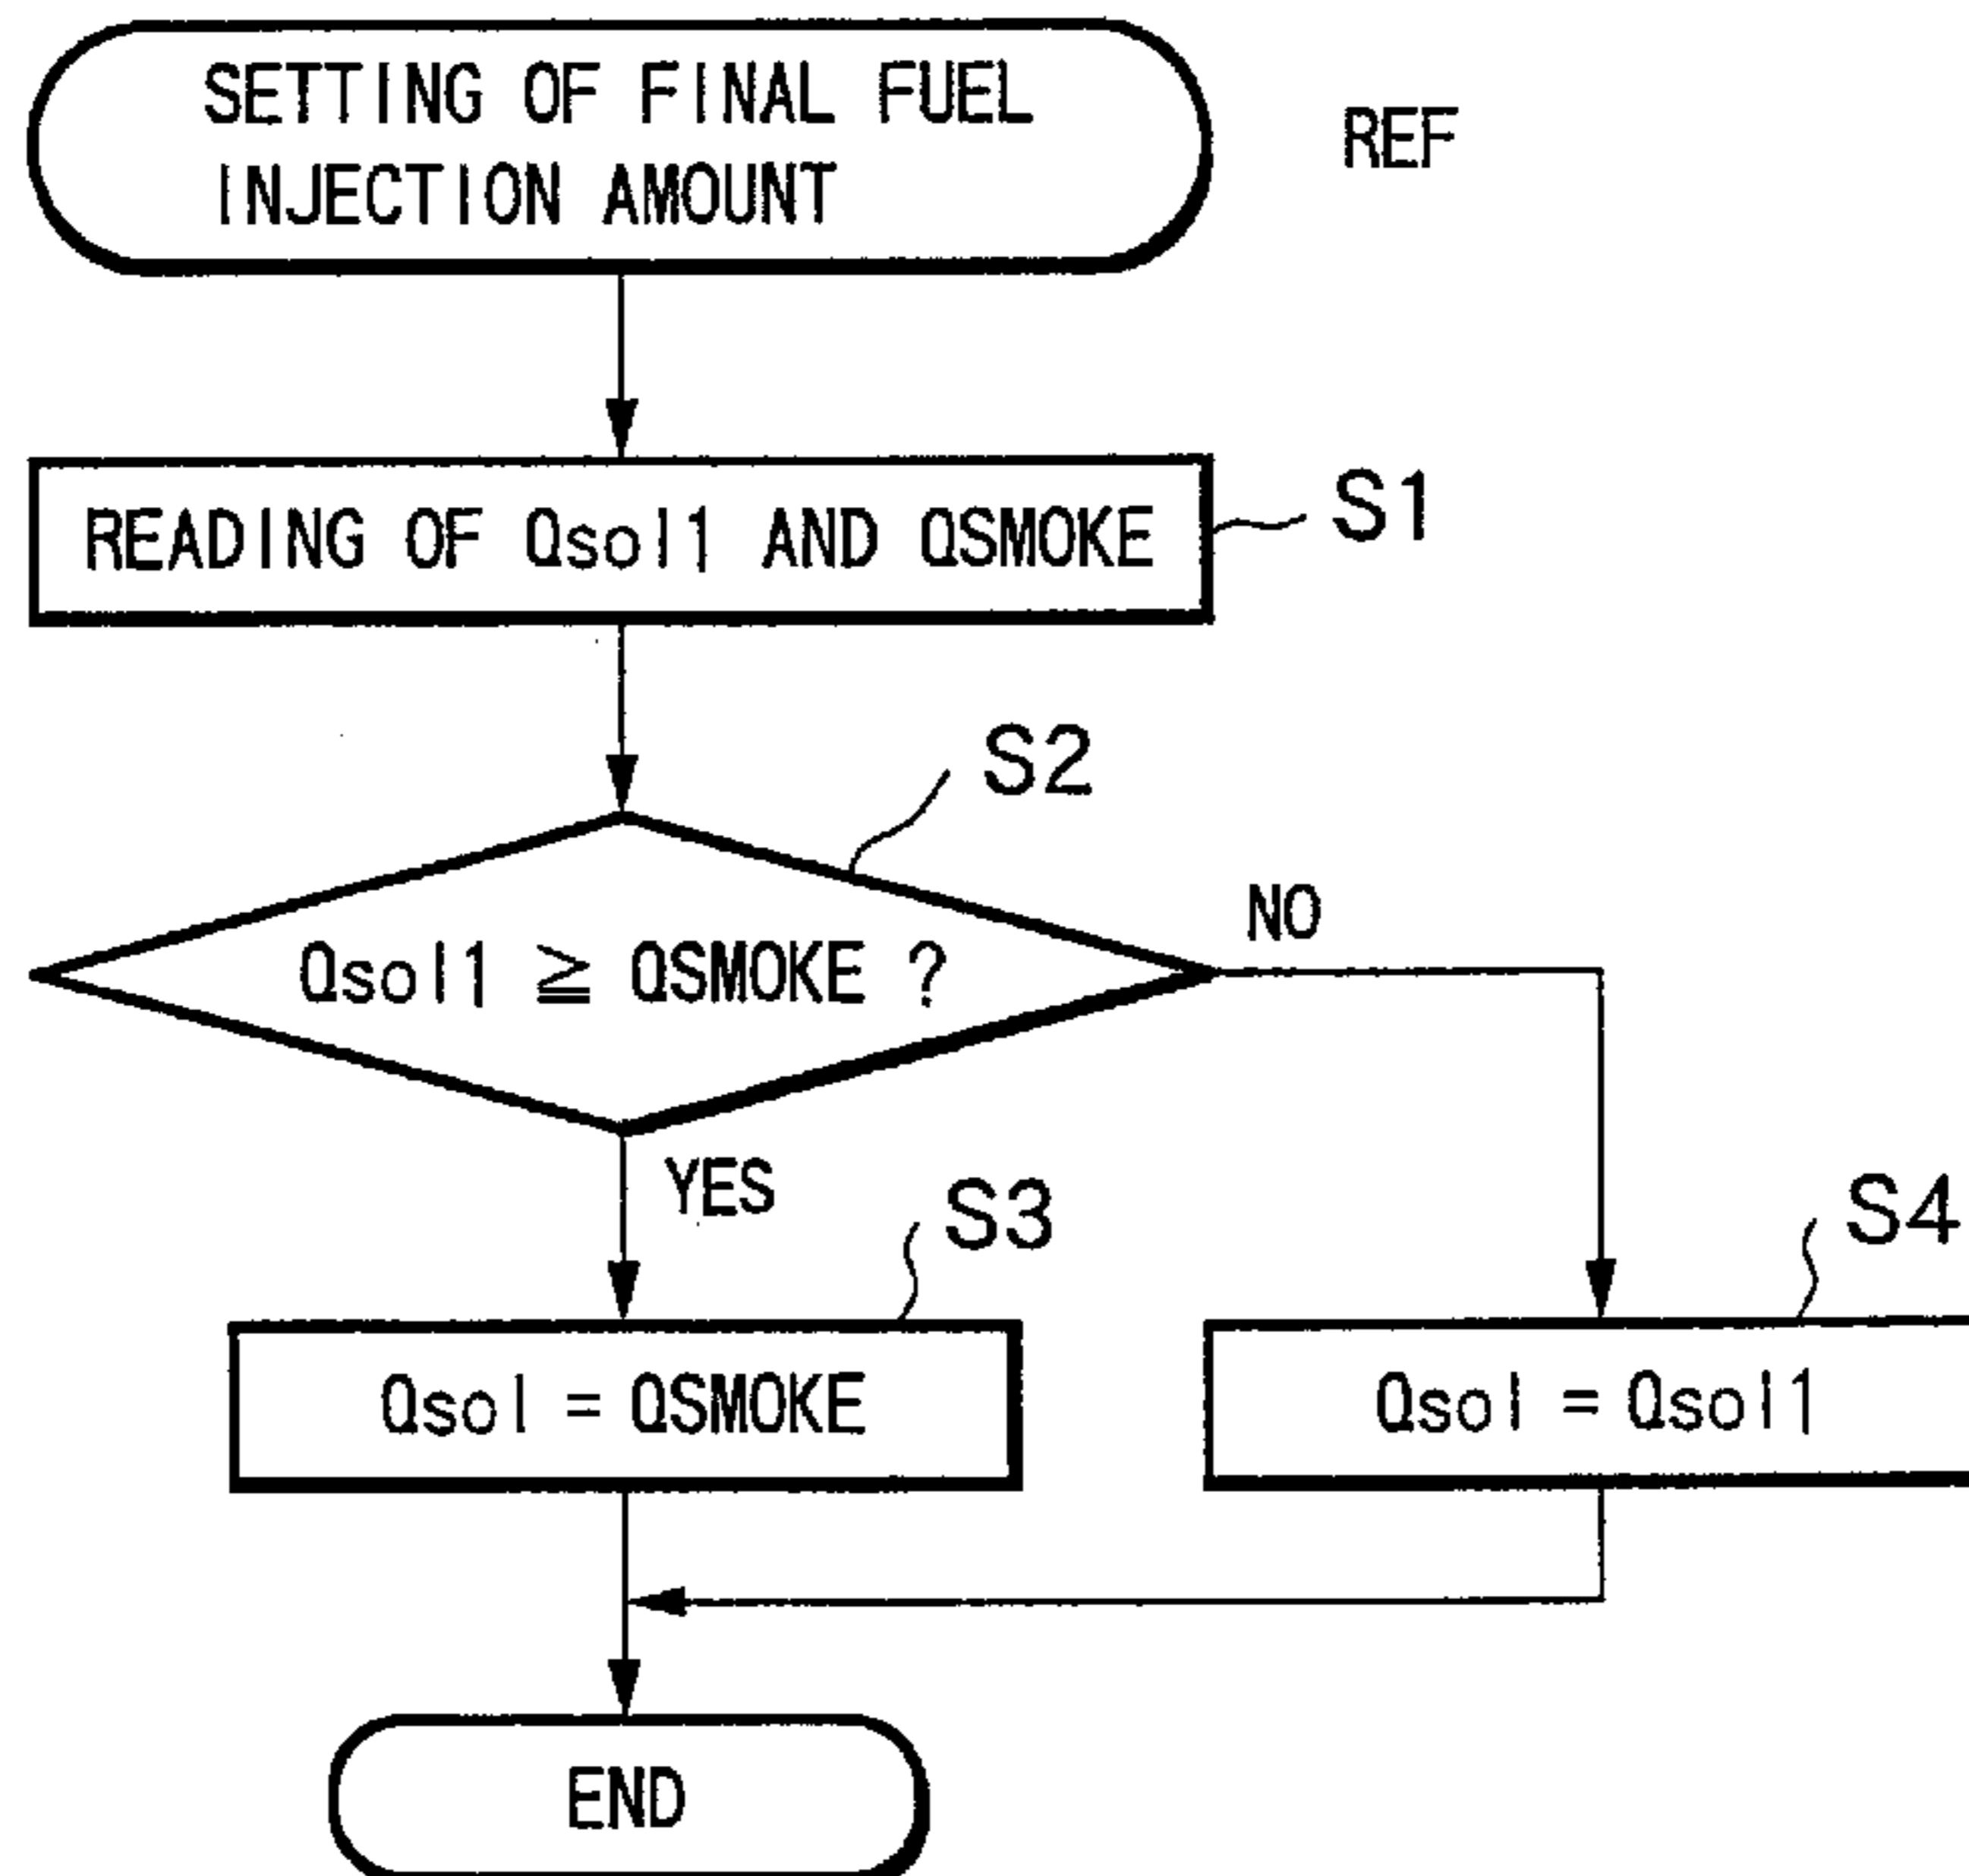 SETTING OF FINAL FUEL
INJECTION AMOUNT
REF
READING OF Qsol1 AND QSMOKE
S1
S2
Qsol1 ≧ QSMOKE ?
NO
YES
S3
S4
Qsol = QSMOKE
Qsol = Qsol1
END